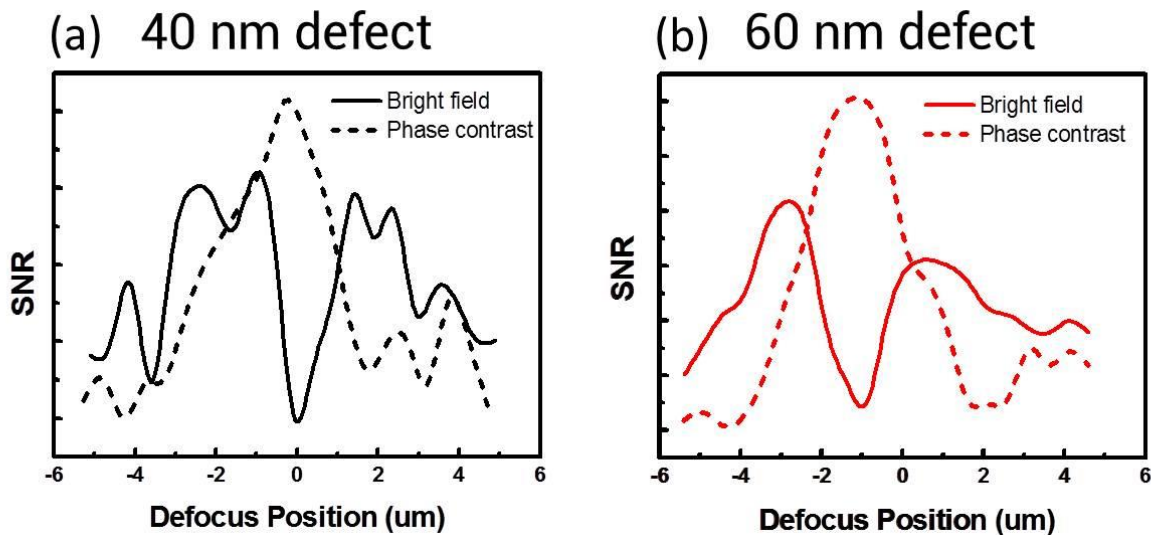 (a) 40 nm defect
Bright field
Phase contrast
SNR
-6 -4 -2 0 2 4 6
Defocus Position (um)
(b) 60 nm defect
Bright field
Phase contrast
SNR
-6 -4 -2 0 2 4 6
Defocus Position (um)